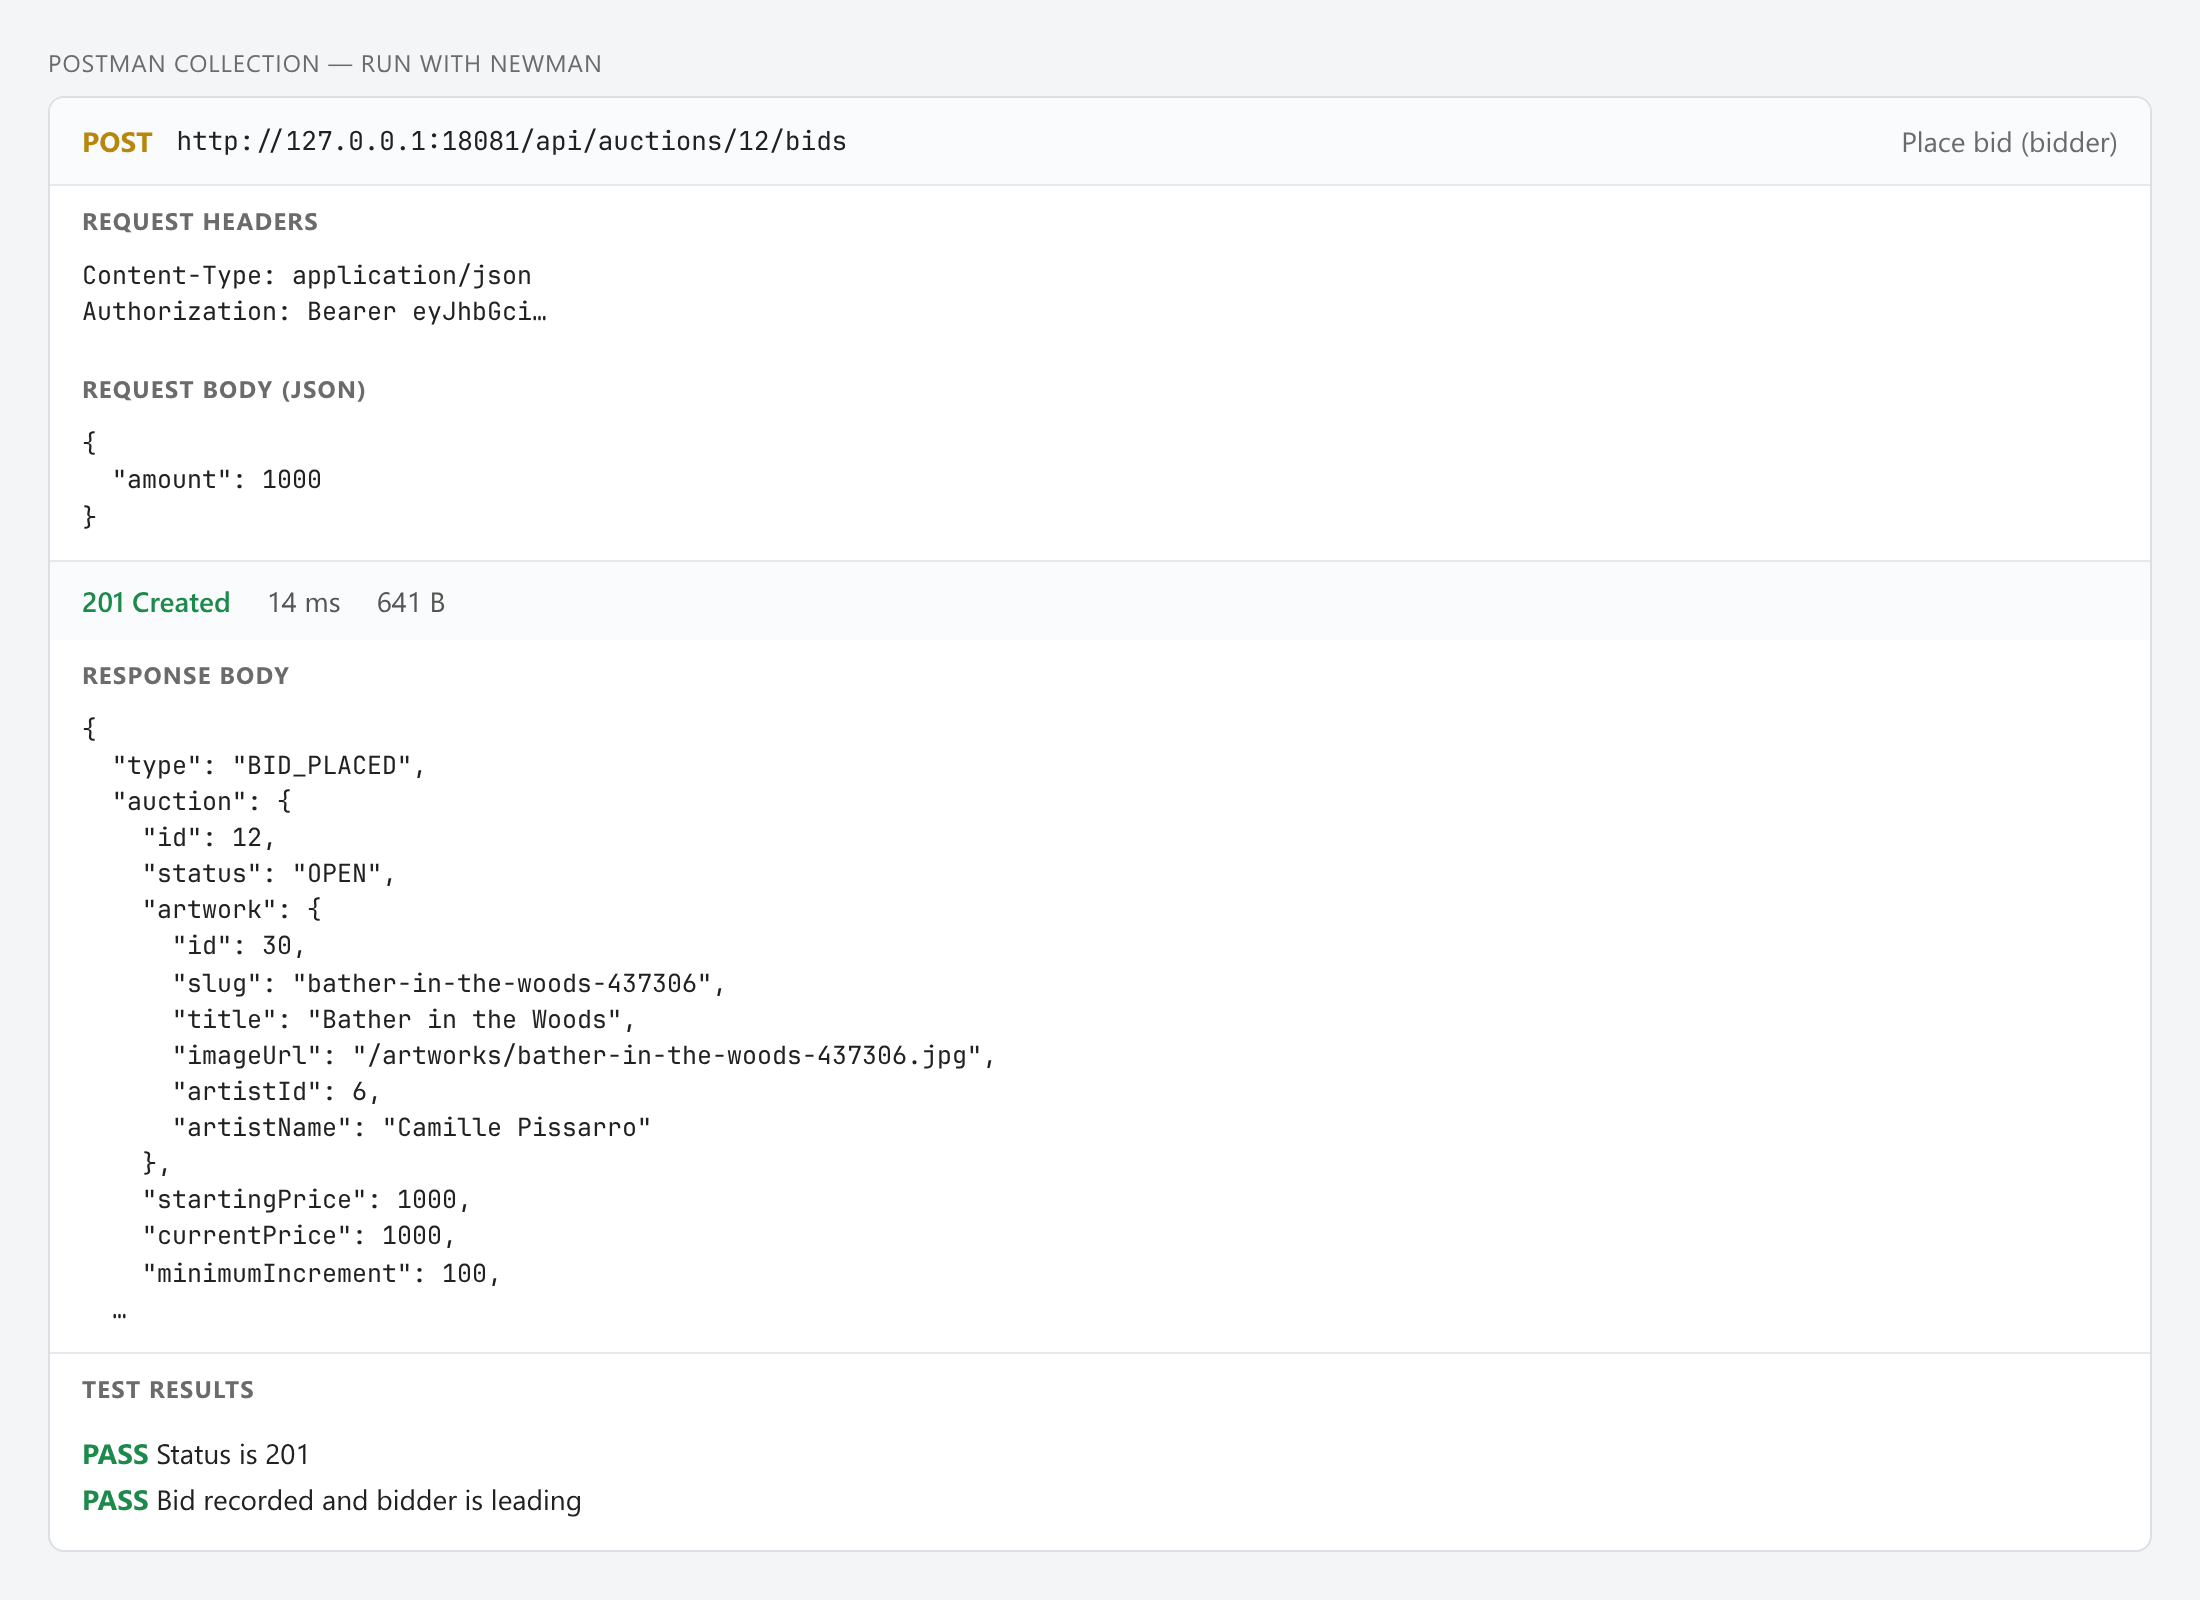 POSTMAN COLLECTION — RUN WITH NEWMAN
POST http://127.0.0.1:18081/api/auctions/12/bids Place bid (bidder)
REQUEST HEADERS
Content-Type: application/json
Authorization: Bearer eyJhbGci…
REQUEST BODY (JSON)
{
  "amount": 1000
}
201 Created 14 ms 641 B
RESPONSE BODY
{
  "type": "BID_PLACED",
  "auction": {
    "id": 12,
    "status": "OPEN",
    "artwork": {
      "id": 30,
      "slug": "bather-in-the-woods-437306",
      "title": "Bather in the Woods",
      "imageUrl": "/artworks/bather-in-the-woods-437306.jpg",
      "artistId": 6,
      "artistName": "Camille Pissarro"
    },
    "startingPrice": 1000,
    "currentPrice": 1000,
    "minimumIncrement": 100,
  …
TEST RESULTS
PASS Status is 201
PASS Bid recorded and bidder is leading